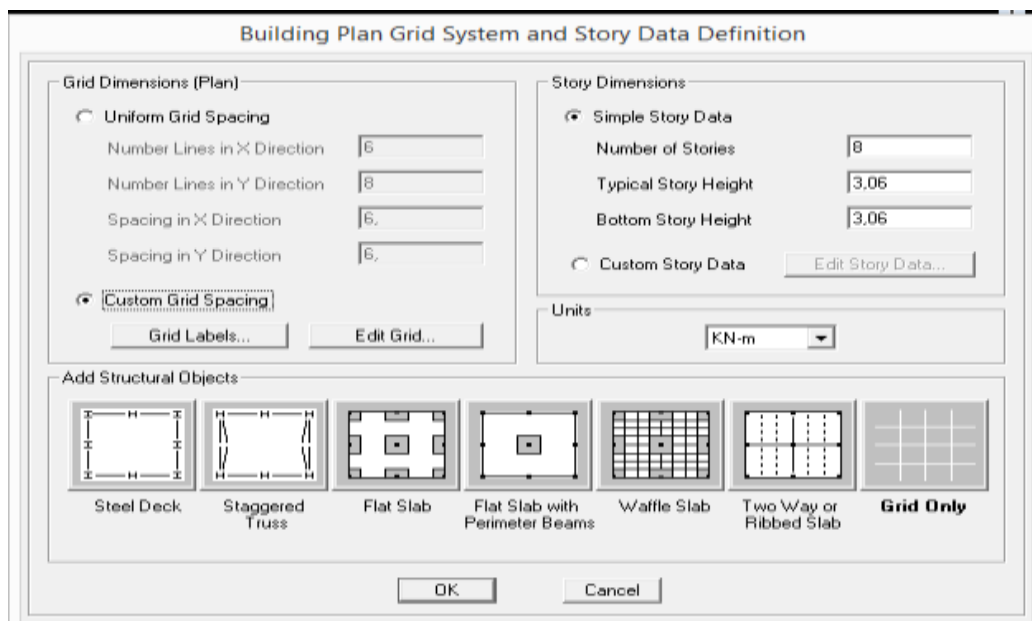 Building Plan Grid System and Story Data Definition
Grid Dimensions (Plan)
Uniform Grid Spacing
Number Lines in X Direction
6
Number Lines in Y Direction
8
Spacing in X Direction
6,
Spacing in Y Direction
6,
Custom Grid Spacing
Grid Labels...
Edit Grid...
Story Dimensions
Simple Story Data
Number of Stories
8
Typical Story Height
3,06
Bottom Story Height
3,06
Custom Story Data
Edit Story Data...
Units
KN-m
Add Structural Objects
Steel Deck
Staggered
Truss
Flat Slab
Flat Slab with
Perimeter Beams
Waffle Slab
Two Way or
Ribbed Slab
Grid Only
OK
Cancel